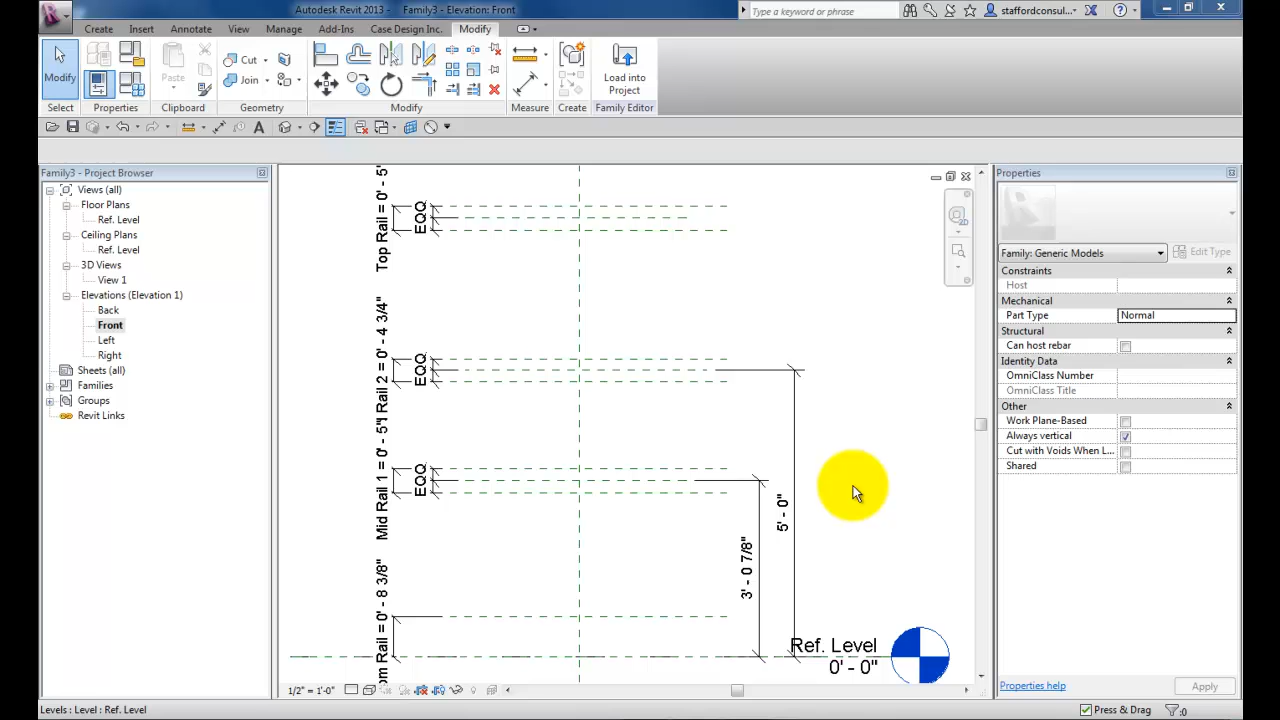 Autodesk Revit 2013 - Family3 - Elevation: Front
Type a keyword or phrase
staffordconsul...
Create Insert Annotate View Manage Add-Ins Case Design Inc. Modify
Modify
Paste
Cut
Join
Load into
Project
Select Properties Clipboard Geometry Modify Measure Create Family Editor
Family3 - Project Browser
Views (all)
Floor Plans
Ref. Level
Ceiling Plans
Ref. Level
3D Views
View 1
Elevations (Elevation 1)
Back
Front
Left
Right
Sheets (all)
Families
Groups
Revit Links
Top Rail = 0' - 5"
EQ
Mid Rail 2 = 0' - 4 3/4"
EQ
Mid Rail 1 = 0' - 5"
EQ
om Rail = 0' - 8 3/8"
3' - 0 7/8"
5' - 0"
Ref. Level
0' - 0"
2D
Properties
Family: Generic Models
Edit Type
Constraints
Host
Mechanical
Part Type Normal
Structural
Can host rebar
Identity Data
OmniClass Number
OmniClass Title
Other
Work Plane-Based
Always vertical
Cut with Voids When L...
Shared
Properties help
Apply
1/2" = 1'-0"
Levels : Level : Ref. Level
Press & Drag
:0